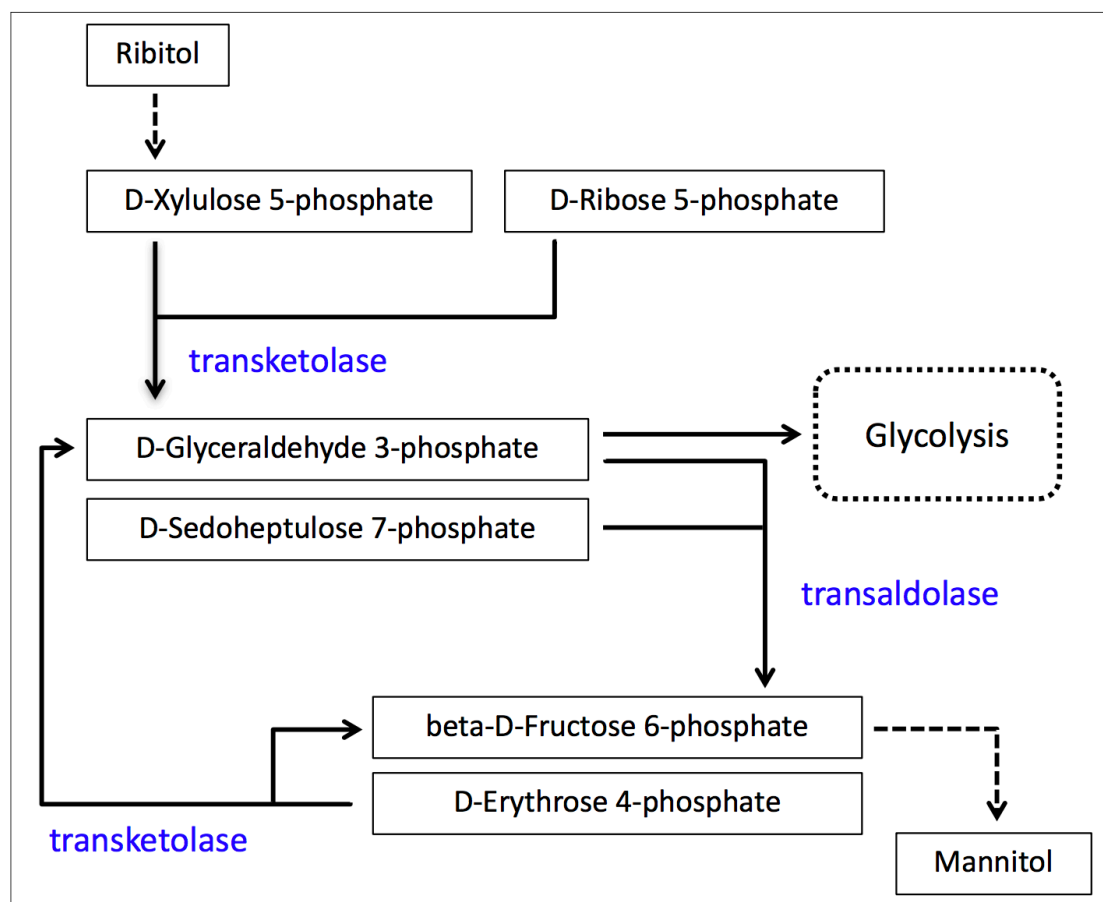 Ribitol
D-Xylulose 5-phosphate
D-Ribose 5-phosphate
transketolase
D-Glyceraldehyde 3-phosphate
Glycolysis
D-Sedoheptulose 7-phosphate
transaldolase
beta-D-Fructose 6-phosphate
D-Erythrose 4-phosphate
transketolase
Mannitol